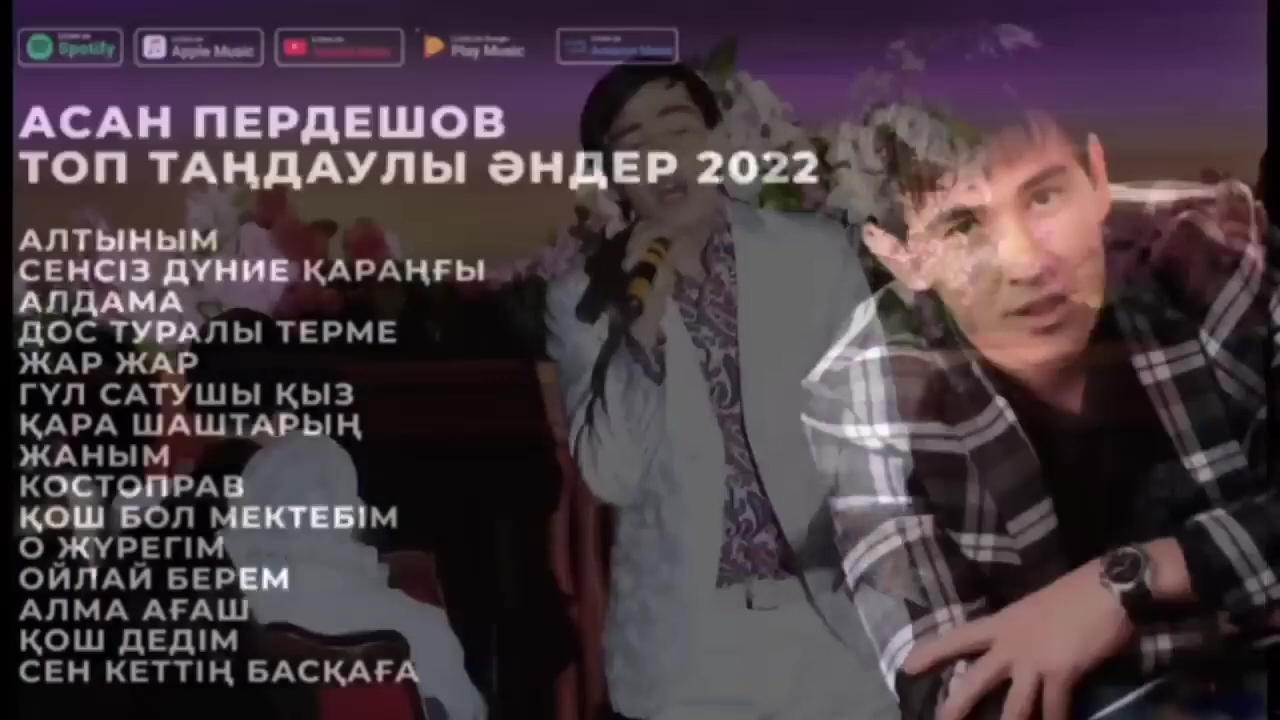 Spotify
Apple Music
Play Music
АСАН ПЕРДЕШОВ
ТОП ТАҢДАУЛЫ ӘНДЕР 2022
АЛТЫНЫМ
СЕНСІЗ ДҮНИЕ ҚАРАҢҒЫ
АЛДАМА
ДОС ТУРАЛЫ ТЕРМЕ
ЖАР ЖАР
ГҮЛ САТУШЫ ҚЫЗ
ҚАРА ШАШТАРЫҢ
ЖАНЫМ
КОСТОПРАВ
ҚОШ БОЛ МЕКТЕБІМ
О ЖҮРЕГІМ
ОЙЛАЙ БЕРЕМ
АЛМА АҒАШ
ҚОШ ДЕДІМ
СЕН КЕТТІҢ БАСҚАҒА